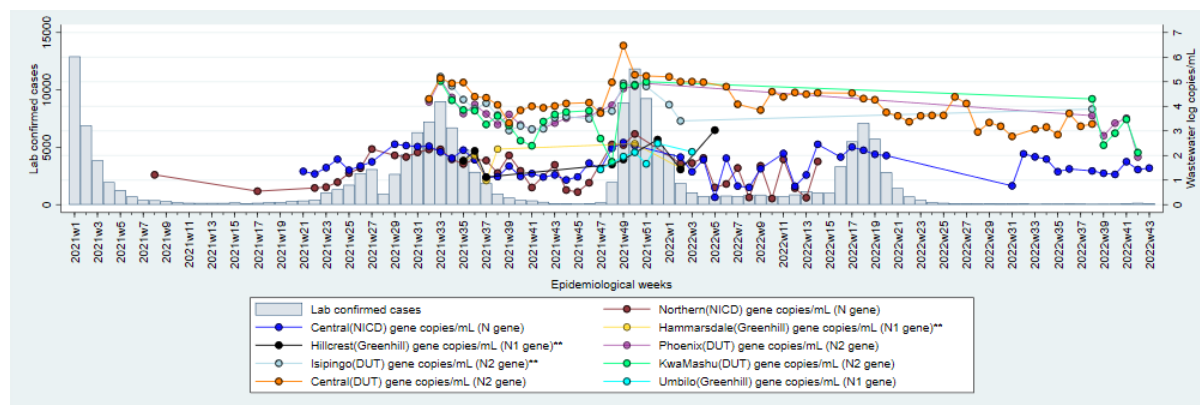 15000
10000
5000
0
Lab confirmed cases
7
6
5
4
3
2
1
0
Wastewater log copies/mL
2021w1
2021w3
2021w5
2021w7
2021w9
2021w11
2021w13
2021w15
2021w17
2021w19
2021w21
2021w23
2021w25
2021w27
2021w29
2021w31
2021w33
2021w35
2021w37
2021w39
2021w41
2021w43
2021w45
2021w47
2021w49
2021w51
2022w1
2022w3
2022w5
2022w7
2022w9
2022w11
2022w13
2022w15
2022w17
2022w19
2022w21
2022w23
2022w25
2022w27
2022w29
2022w31
2022w33
2022w35
2022w37
2022w39
2022w41
2022w43
Epidemiological weeks
Lab confirmed cases
Northern(NICD) gene copies/mL (N gene)
Central(NICD) gene copies/mL (N gene)
Hammarsdale(Greenhill) gene copies/mL (N1 gene)**
Hillcrest(Greenhill) gene copies/mL (N1 gene)**
Phoenix(DUT) gene copies/mL (N2 gene)
Isipingo(DUT) gene copies/mL (N2 gene)**
KwaMashu(DUT) gene copies/mL (N2 gene)
Central(DUT) gene copies/mL (N2 gene)
Umbilo(Greenhill) gene copies/mL (N1 gene)